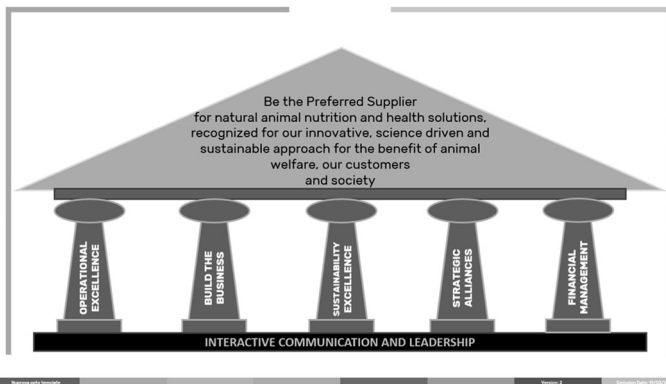 Be the Preferred Supplier
for natural animal nutrition and health solutions,
recognized for our innovative, science driven and
sustainable approach for the benefit of animal
welfare, our customers
and society
OPERATIONAL
EXCELLENCE
BUILD THE
BUSINESS
SUSTAINABILITY
EXCELLENCE
STRATEGIC
ALLIANCES
FINANCIAL
MANAGEMENT
INTERACTIVE COMMUNICATION AND LEADERSHIP
Version: 2